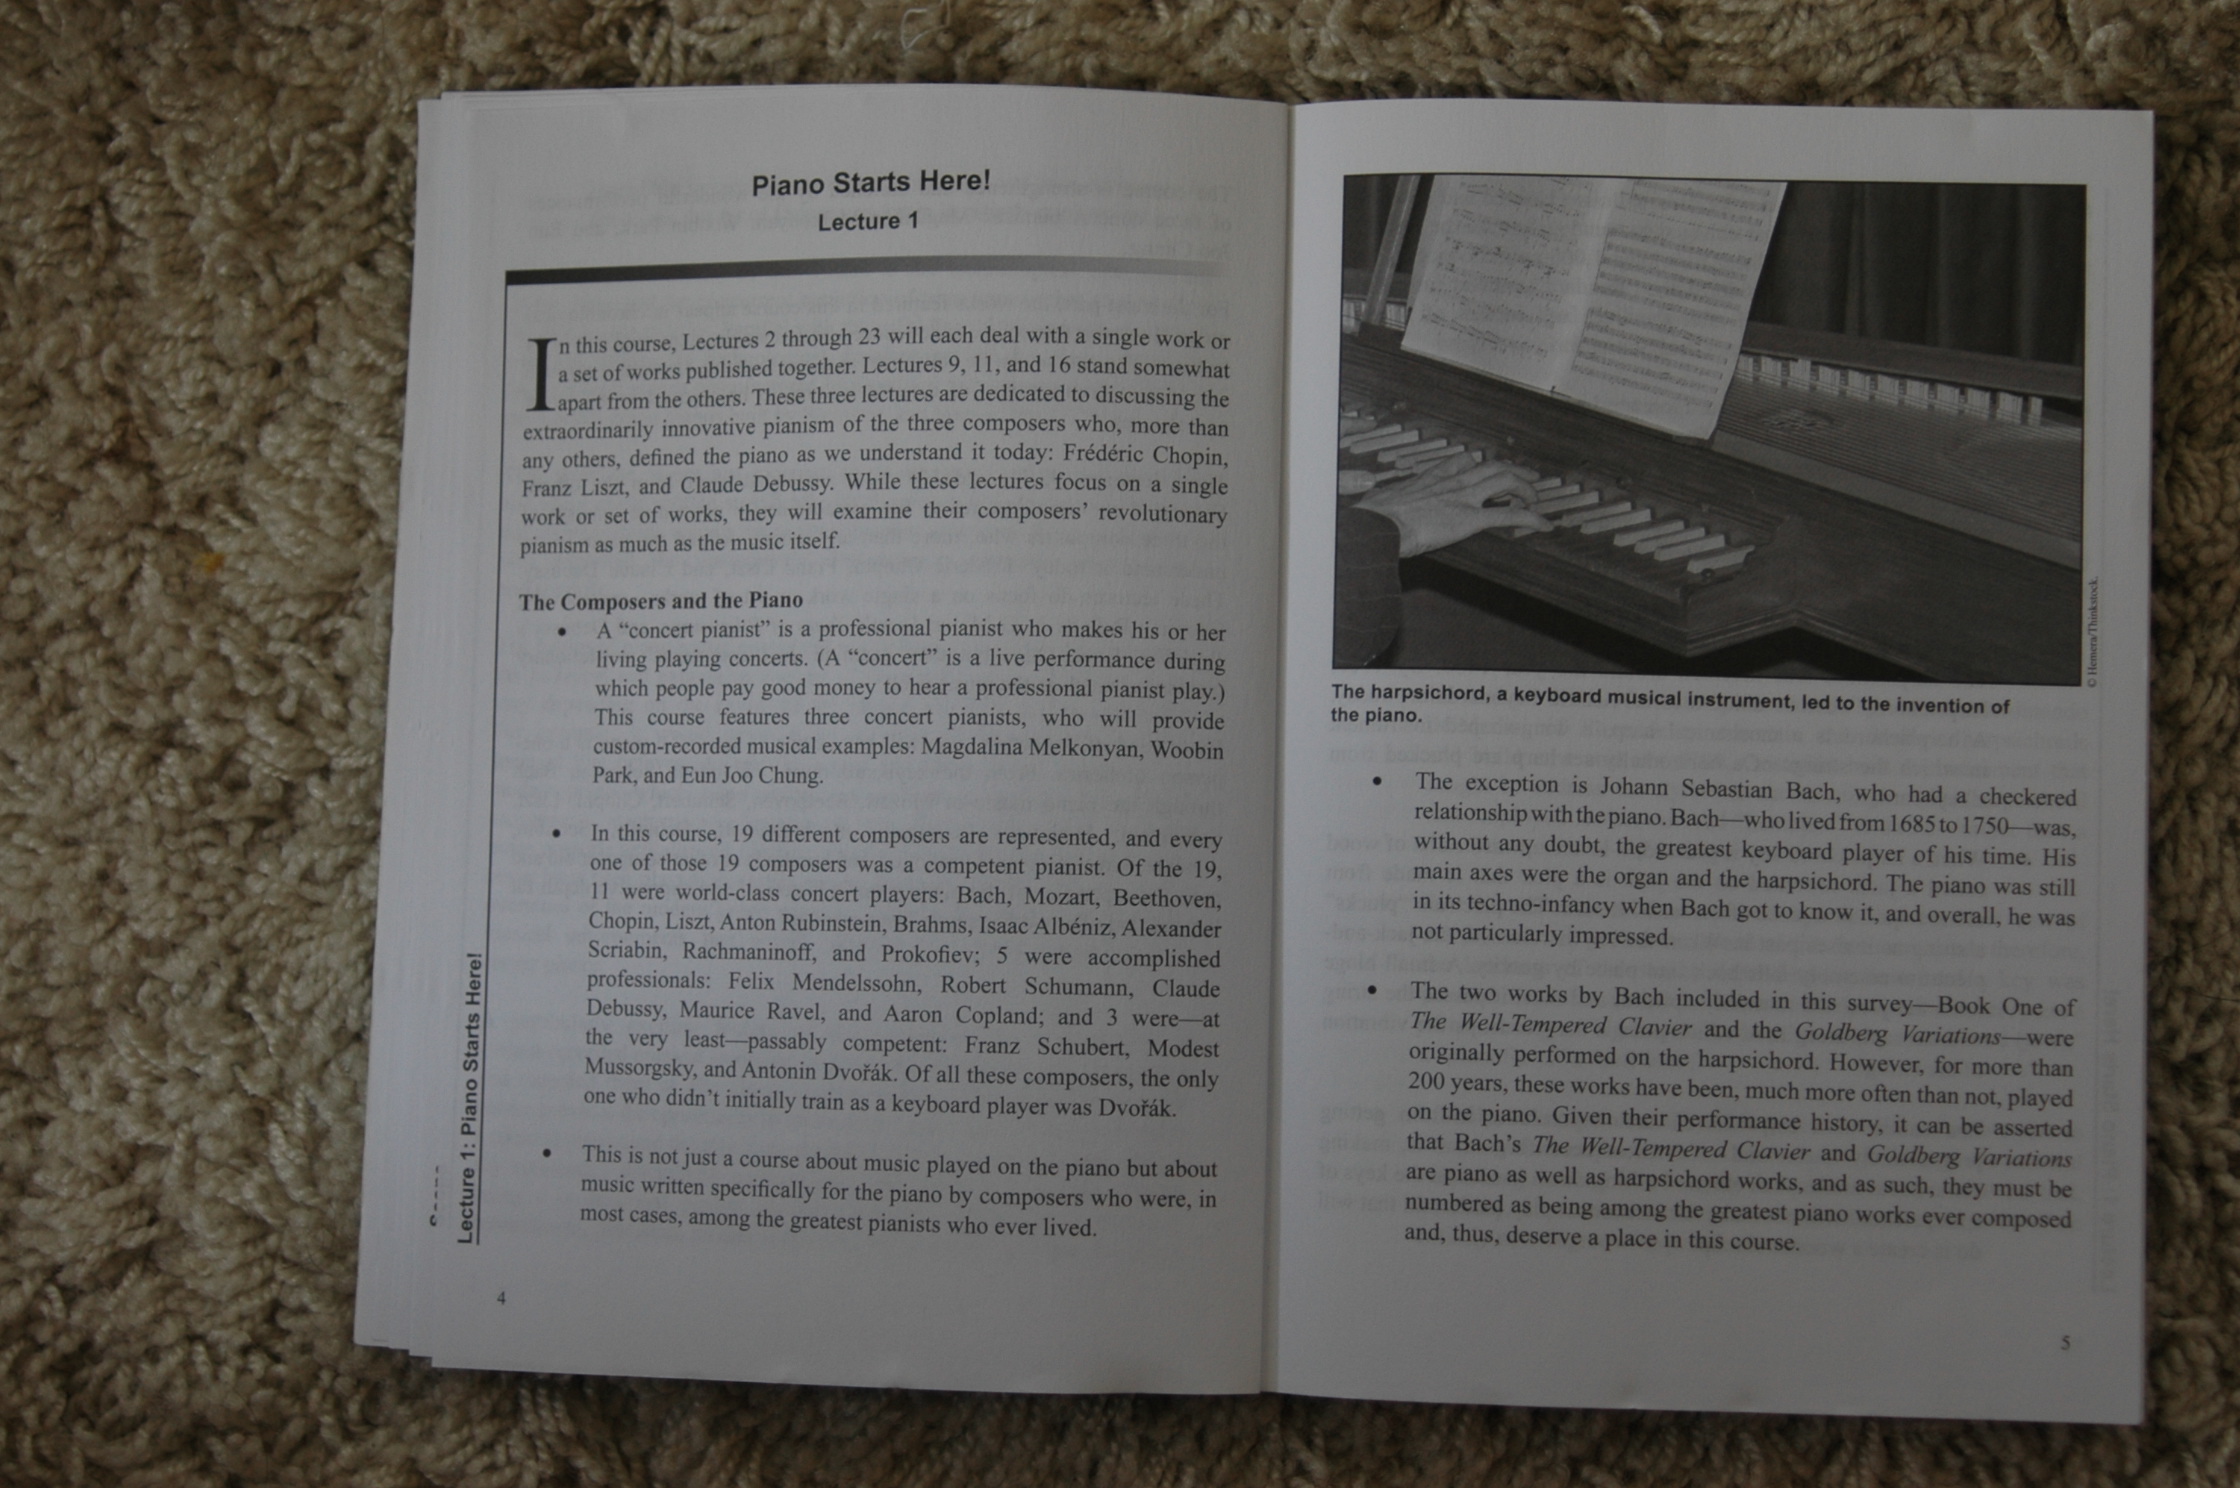 Piano Starts Here!
Lecture 1
In this course, Lectures 2 through 23 will each deal with a single work or
a set of works published together. Lectures 9, 11, and 16 stand somewhat
apart from the others. These three lectures are dedicated to discussing the
extraordinarily innovative pianism of the three composers who, more than
any others, defined the piano as we understand it today: Frédéric Chopin,
Franz Liszt, and Claude Debussy. While these lectures focus on a single
work or set of works, they will examine their composers’ revolutionary
pianism as much as the music itself.
The Composers and the Piano
• A “concert pianist” is a professional pianist who makes his or her
living playing concerts. (A “concert” is a live performance during
which people pay good money to hear a professional pianist play.)
This course features three concert pianists, who will provide
custom-recorded musical examples: Magdalina Melkonyan, Woobin
Park, and Eun Joo Chung.
• In this course, 19 different composers are represented, and every
one of those 19 composers was a competent pianist. Of the 19,
11 were world-class concert players: Bach, Mozart, Beethoven,
Chopin, Liszt, Anton Rubinstein, Brahms, Isaac Albéniz, Alexander
Scriabin, Rachmaninoff, and Prokofiev; 5 were accomplished
professionals: Felix Mendelssohn, Robert Schumann, Claude
Debussy, Maurice Ravel, and Aaron Copland; and 3 were—at
the very least—passably competent: Franz Schubert, Modest
Mussorgsky, and Antonin Dvořák. Of all these composers, the only
one who didn’t initially train as a keyboard player was Dvořák.
• This is not just a course about music played on the piano but about
music written specifically for the piano by composers who were, in
most cases, among the greatest pianists who ever lived.
Lecture 1: Piano Starts Here!
4
© Hemera/Thinkstock.
The harpsichord, a keyboard musical instrument, led to the invention of
the piano.
• The exception is Johann Sebastian Bach, who had a checkered
relationship with the piano. Bach—who lived from 1685 to 1750—was,
without any doubt, the greatest keyboard player of his time. His
main axes were the organ and the harpsichord. The piano was still
in its techno-infancy when Bach got to know it, and overall, he was
not particularly impressed.
• The two works by Bach included in this survey—Book One of
The Well-Tempered Clavier and the Goldberg Variations—were
originally performed on the harpsichord. However, for more than
200 years, these works have been, much more often than not, played
on the piano. Given their performance history, it can be asserted
that Bach’s The Well-Tempered Clavier and Goldberg Variations
are piano as well as harpsichord works, and as such, they must be
numbered as being among the greatest piano works ever composed
and, thus, deserve a place in this course.
5